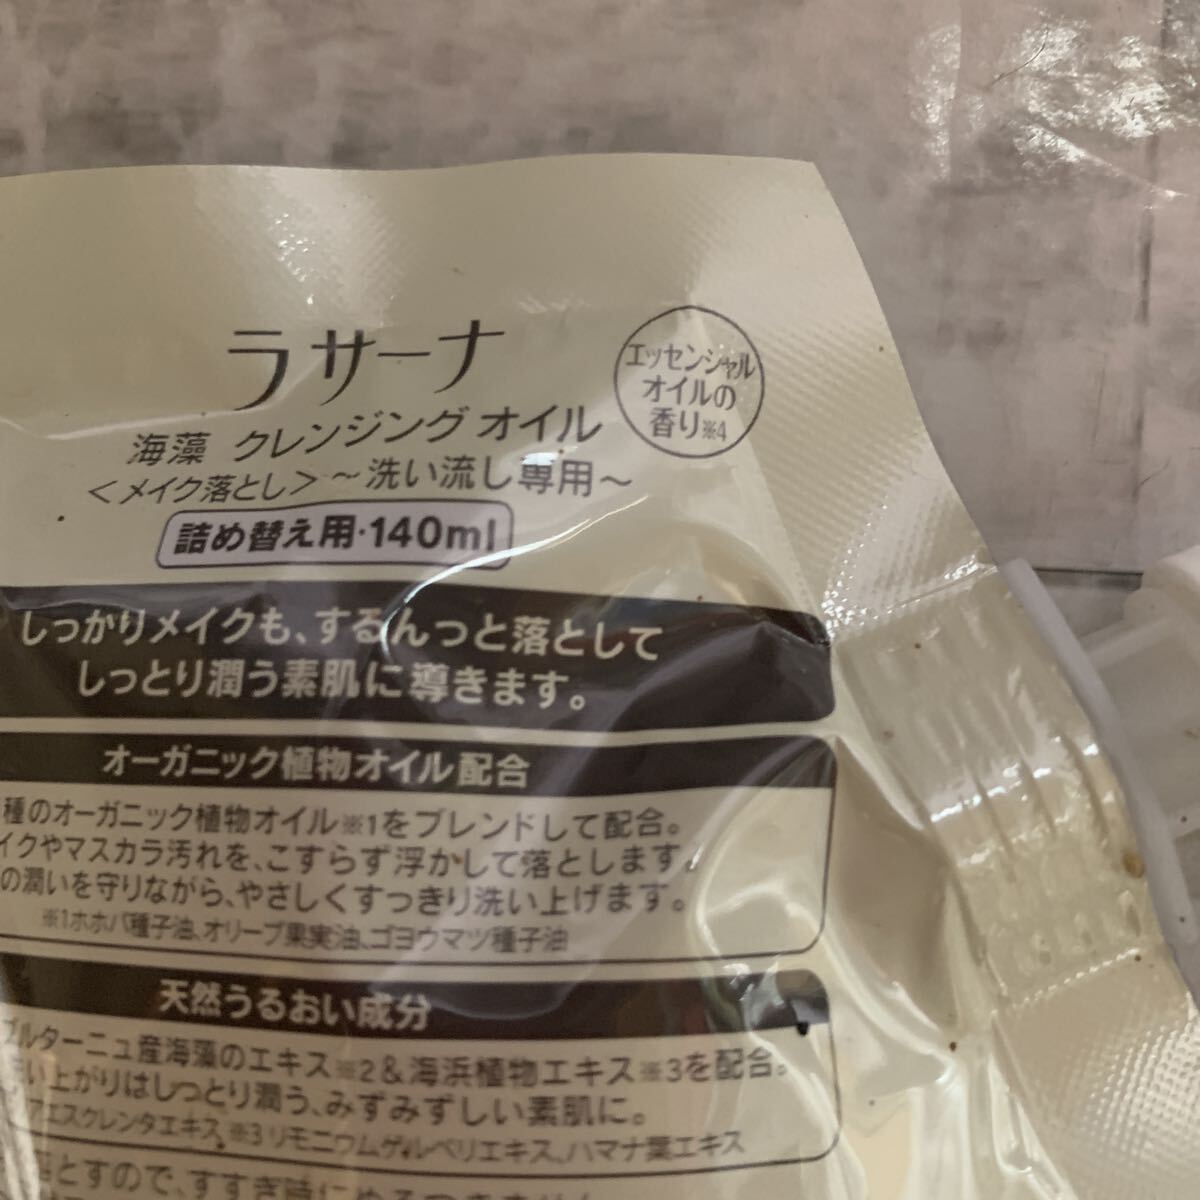 ラサーナ
エッセンシャル
オイルの
香り※4
海藻 クレンジング オイル
<メイク落とし>~洗い流し専用~
詰め替え用・140ml
しっかりメイクも、するんっと落として
しっとり潤う素肌に導きます。
オーガニック植物オイル配合
種のオーガニック植物オイル※1をブレンドして配合。
イクやマスカラ汚れを、こすらず浮かして落とします。
の潤いを守りながら、やさしくすっきり洗い上げます。
※1ホホバ種子油、オリーブ果実油、ゴヨウマツ種子油
天然うるおい成分
ブルターニュ産海藻のエキス※2&海浜植物エキス※3を配合。
い上がりはしっとり潤う、みずみずしい素肌に。
アエスクレンタエキス ※3 リモニウムゲルベリエキス、ハマナ葉エキス
とすので、すすぎ時に